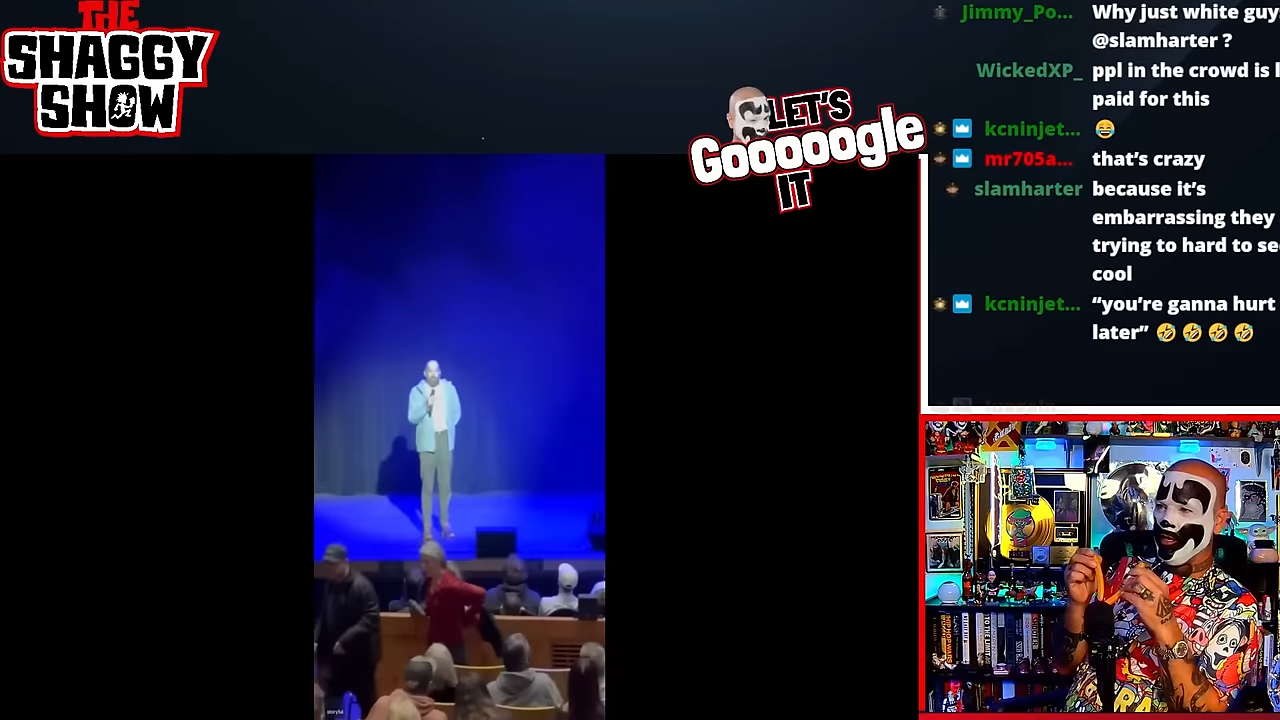 THE
SHAGGY
SHOW
LET'S
Gooooogle
IT
Jimmy_Po... Why just white guy
@slamharter ?
WickedXP_ ppl in the crowd is l
paid for this
kcninjet... 😂
mr705a... that's crazy
slamharter because it's
embarrassing they
trying to hard to se
cool
kcninjet... “you're ganna hurt
later” 🤣 🤣 🤣 🤣
storyful